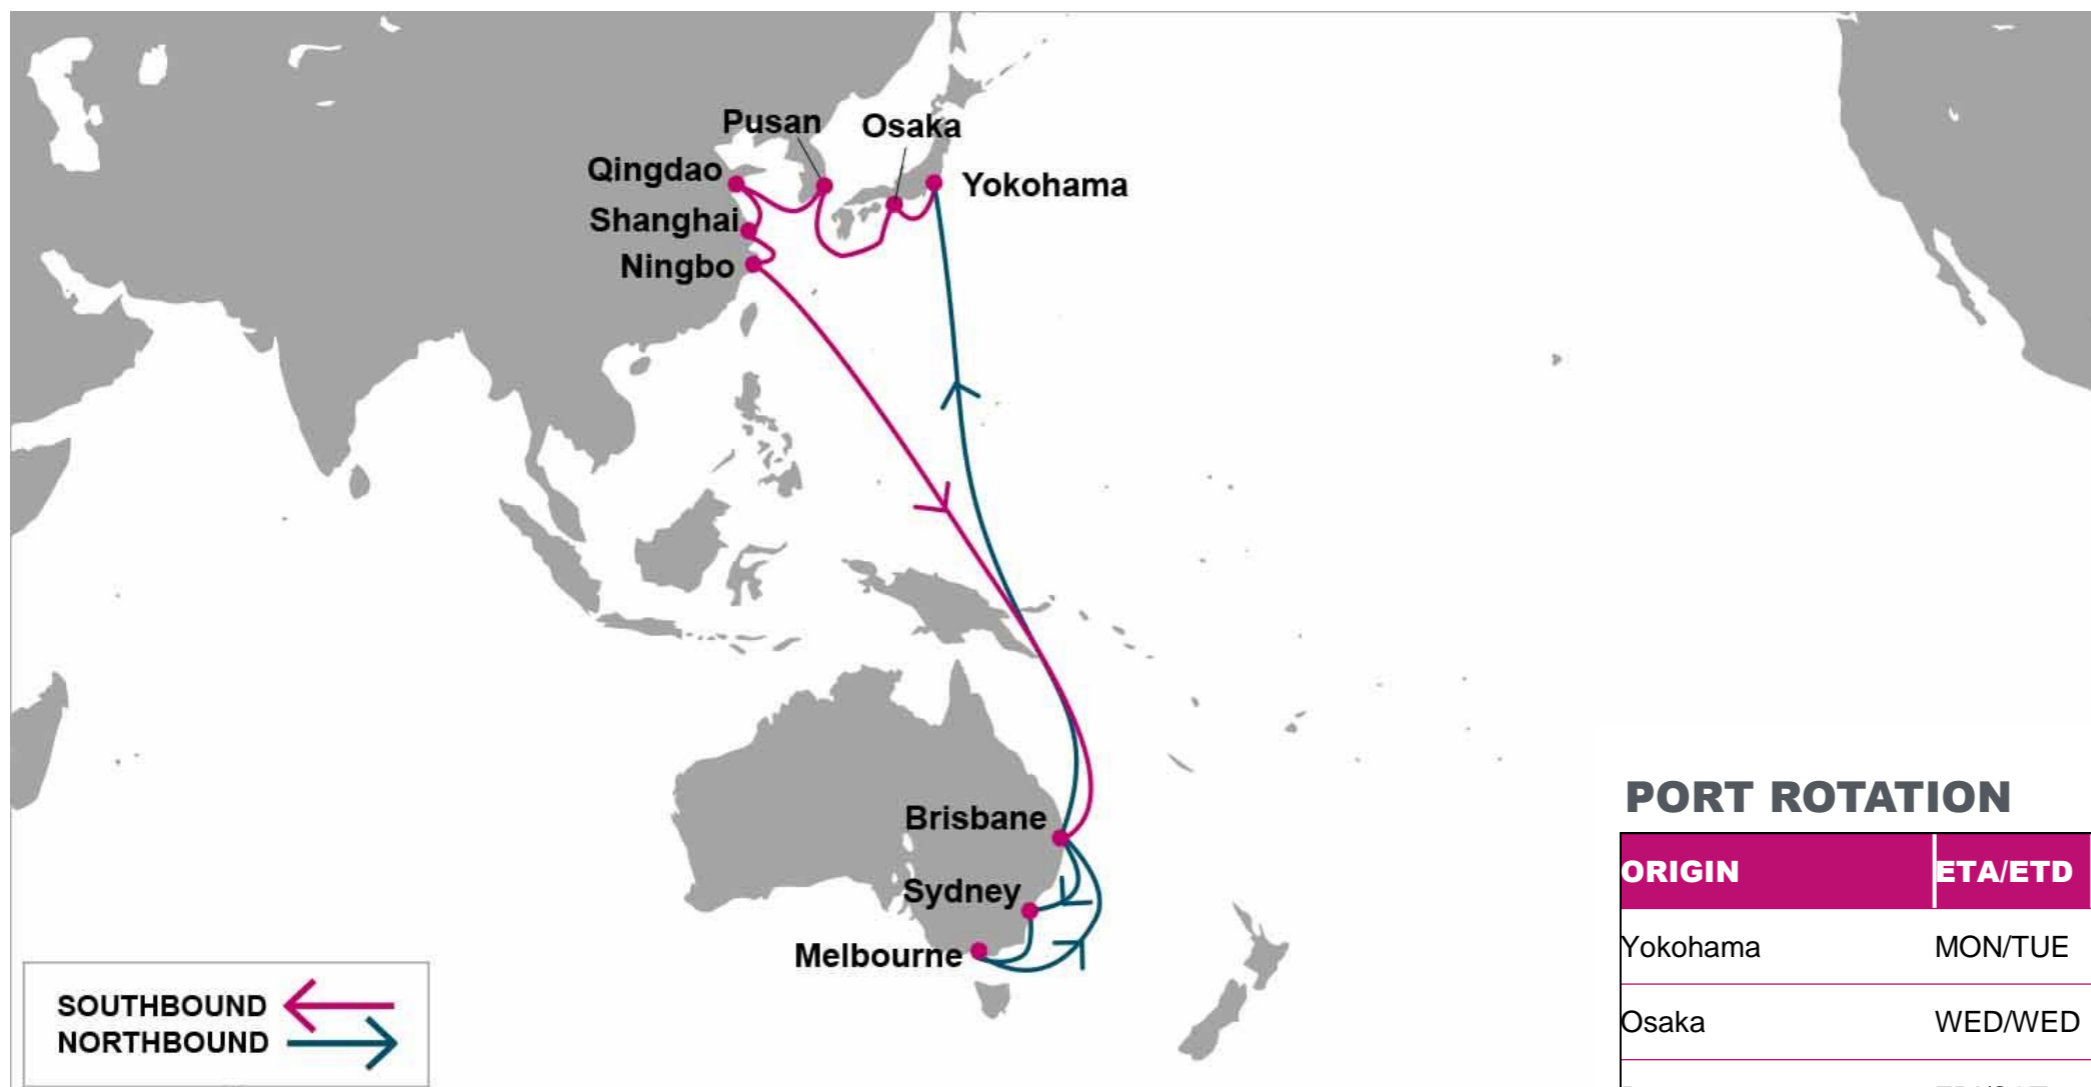 Pusan
Osaka
Qingdao
Yokohama
Shanghai
Ningbo
Brisbane
Sydney
Melbourne
SOUTHBOUND
NORTHBOUND
PORT ROTATION
ORIGIN ETA/ETD
Yokohama MON/TUE
Osaka WED/WED